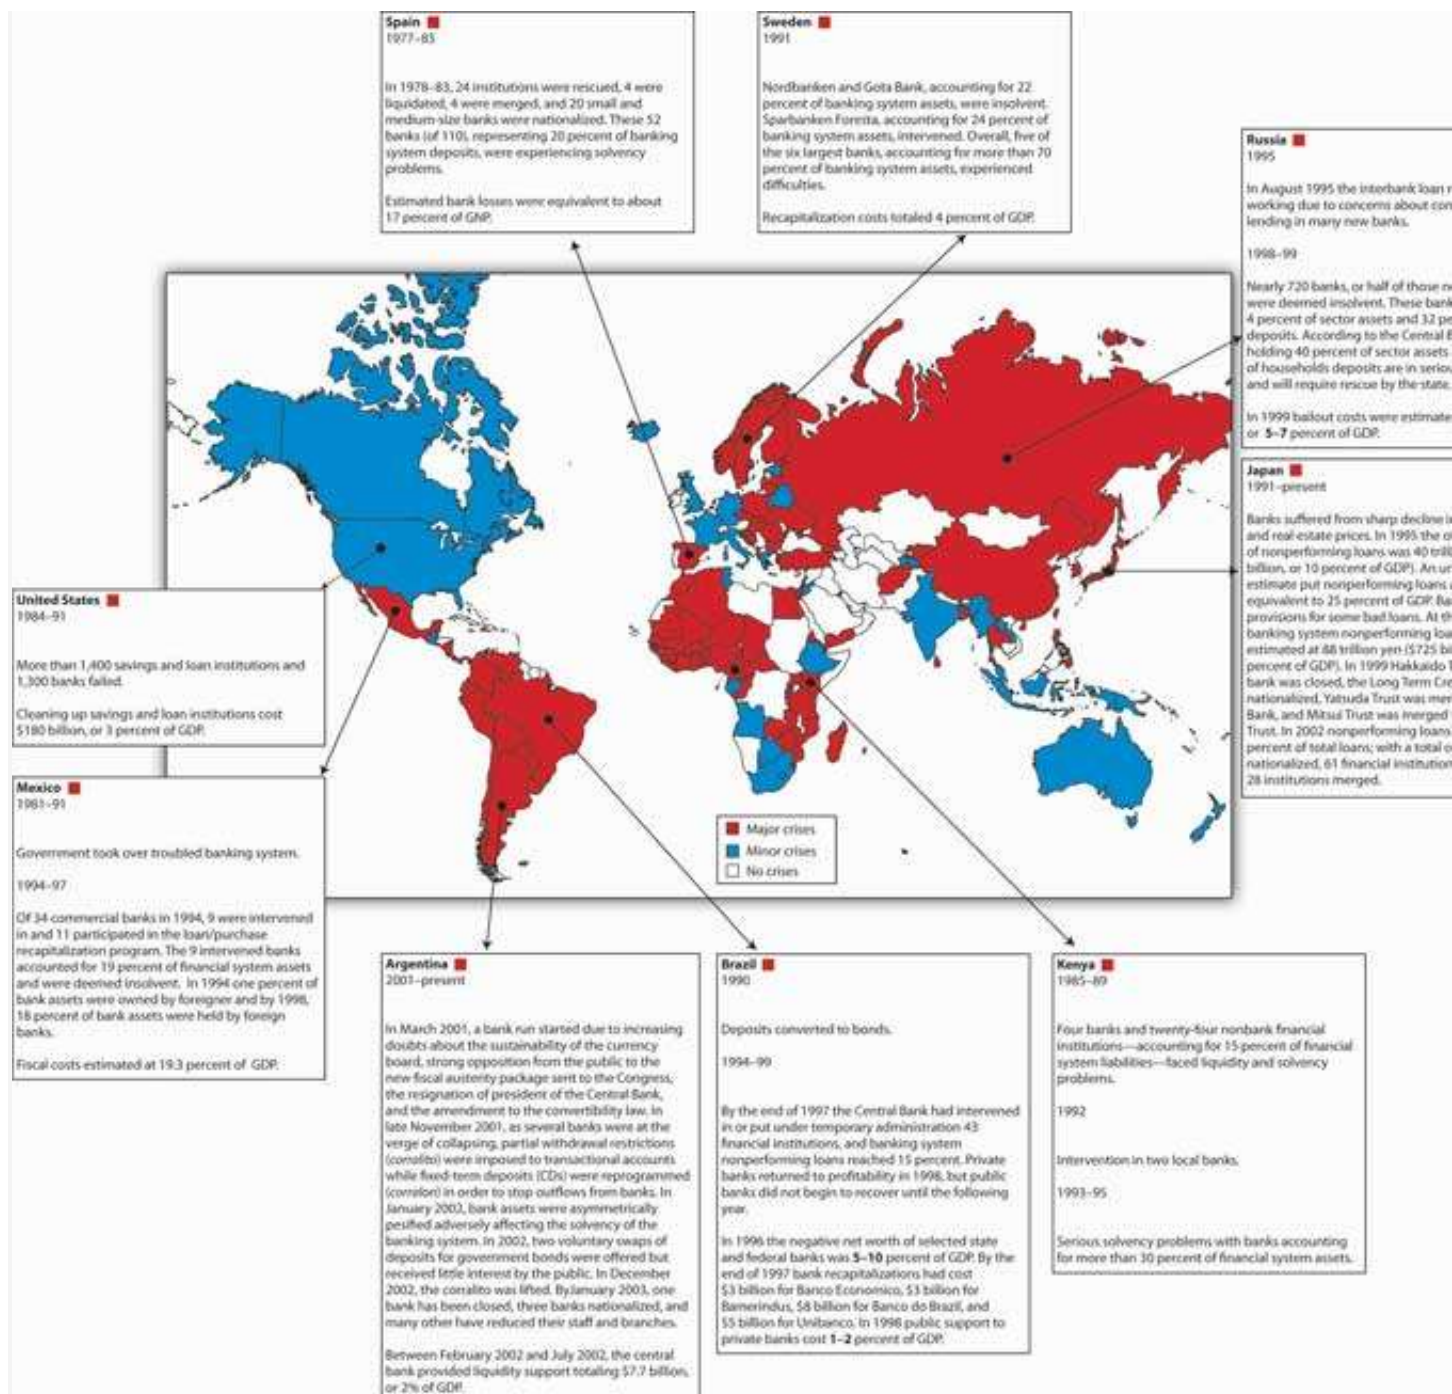 Spain
1977–85
In 1978–83, 24 institutions were rescued, 4 were
liquidated, 4 were merged, and 20 small and
medium-size banks were nationalized. These 52
banks (of 110), representing 20 percent of banking
system deposits, were experiencing solvency
problems.
Estimated bank losses were equivalent to about
17 percent of GNP.
Sweden
1991
Nordbanken and Gota Bank, accounting for 22
percent of banking system assets, were insolvent.
Sparbanken Foresta, accounting for 24 percent of
banking system assets, intervened. Overall, five of
the six largest banks, accounting for more than 70
percent of banking system assets, experienced
difficulties.
Recapitalization costs totaled 4 percent of GDP.
Russia
1995
In August 1995 the interbank loan
working due to concerns about
lending in many new banks.
1998–99
Nearly 720 banks, or half of those
were deemed insolvent. These
4 percent of sector assets and 32
deposits. According to the Central
holding 40 percent of sector assets
of households deposits are in
and will require rescue by the state.
In 1999 bailout costs were
or 5–7 percent of GDP.
Japan
1991–present
Banks suffered from sharp decline
and real estate prices. In 1995 the
of nonperforming loans was 40
billion, or 10 percent of GDP). An
estimate put nonperforming loans
equivalent to 25 percent of GDP.
provisions for some bad loans. At
banking system nonperforming
estimated at 88 trillion yen ($725
percent of GDP). In 1999 Hakkaido
bank was closed, the Long Term
nationalized, Yatsuda Trust was
Bank, and Mitsui Trust was merged
Trust. In 2002 nonperforming loans
percent of total loans; with a total
nationalized, 61 financial
28 institutions merged.
United States
1984–91
More than 1,400 savings and loan institutions and
1,300 banks failed.
Cleaning up savings and loan institutions cost
$180 billion, or 3 percent of GDP.
Mexico
1981–91
Government took over troubled banking system.
1994–97
Of 34 commercial banks in 1994, 9 were intervened
in and 11 participated in the loan/purchase
recapitalization program. The 9 intervened banks
accounted for 19 percent of financial system assets
and were deemed insolvent. In 1994 one percent of
bank assets were owned by foreigner and by 1998,
18 percent of bank assets were held by foreign
banks.
Fiscal costs estimated at 19.3 percent of GDP.
Major crises
Minor crises
No crises
Argentina
2001–present
In March 2001, a bank run started due to increasing
doubts about the sustainability of the currency
board, strong opposition from the public to the
new fiscal austerity package sent to the Congress,
the resignation of president of the Central Bank,
and the amendment to the convertibility law. In
late November 2001, as several banks were at the
verge of collapsing, partial withdrawal restrictions
(corralito) were imposed to transactional accounts
while fixed-term deposits (CDs) were reprogrammed
(corralon) in order to stop outflows from banks. In
January 2002, bank assets were asymmetrically
pesified adversely affecting the solvency of the
banking system. In 2002, two voluntary swaps of
deposits for government bonds were offered but
received little interest by the public. In December
2002, the corralito was lifted. By January 2003, one
bank has been closed, three banks nationalized, and
many other have reduced their staff and branches.
Between February 2002 and July 2002, the central
bank provided liquidity support totaling $7.7 billion,
or 2% of GDP.
Brazil
1990
Deposits converted to bonds.
1994–99
By the end of 1997 the Central Bank had intervened
in or put under temporary administration 43
financial institutions, and banking system
nonperforming loans reached 15 percent. Private
banks returned to profitability in 1998, but public
banks did not begin to recover until the following
year.
In 1996 the negative net worth of selected state
and federal banks was 5–10 percent of GDP. By the
end of 1997 bank recapitalizations had cost
$3 billion for Banco Economico, $3 billion for
Bamerindus, $8 billion for Banco do Brazil, and
$5 billion for Unibanco. In 1998 public support to
private banks cost 1–2 percent of GDP.
Kenya
1985–89
Four banks and twenty-four nonbank financial
institutions—accounting for 15 percent of financial
system liabilities—faced liquidity and solvency
problems.
1992
Intervention in two local banks.
1993–95
Serious solvency problems with banks accounting
for more than 30 percent of financial system assets.